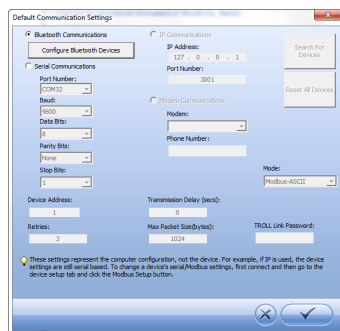 Default Communication Settings
Bluetooth Communications
Configure Bluetooth Devices
Serial Communications
Port Number:
COM32
Baud:
9600
Data Bits:
8
Parity Bits:
None
Stop Bits:
1
IP Communications
IP Address:
127 . 0 . 0 . 1
Port Number:
3001
Modem Communications
Modem:
Phone Number:
Search For
Devices
Reset All Devices
Mode:
Modbus-ASCII
Device Address:
1
Transmission Delay (secs):
0
Retries:
3
Max Packet Size(bytes):
1024
TROLL Link Password:
These settings represent the computer configuration, not the device. For example, if IP is used, the device
settings are still serial based. To change a device's serial/Modbus settings, first connect and then go to the
device setup tab and click the Modbus Setup button.